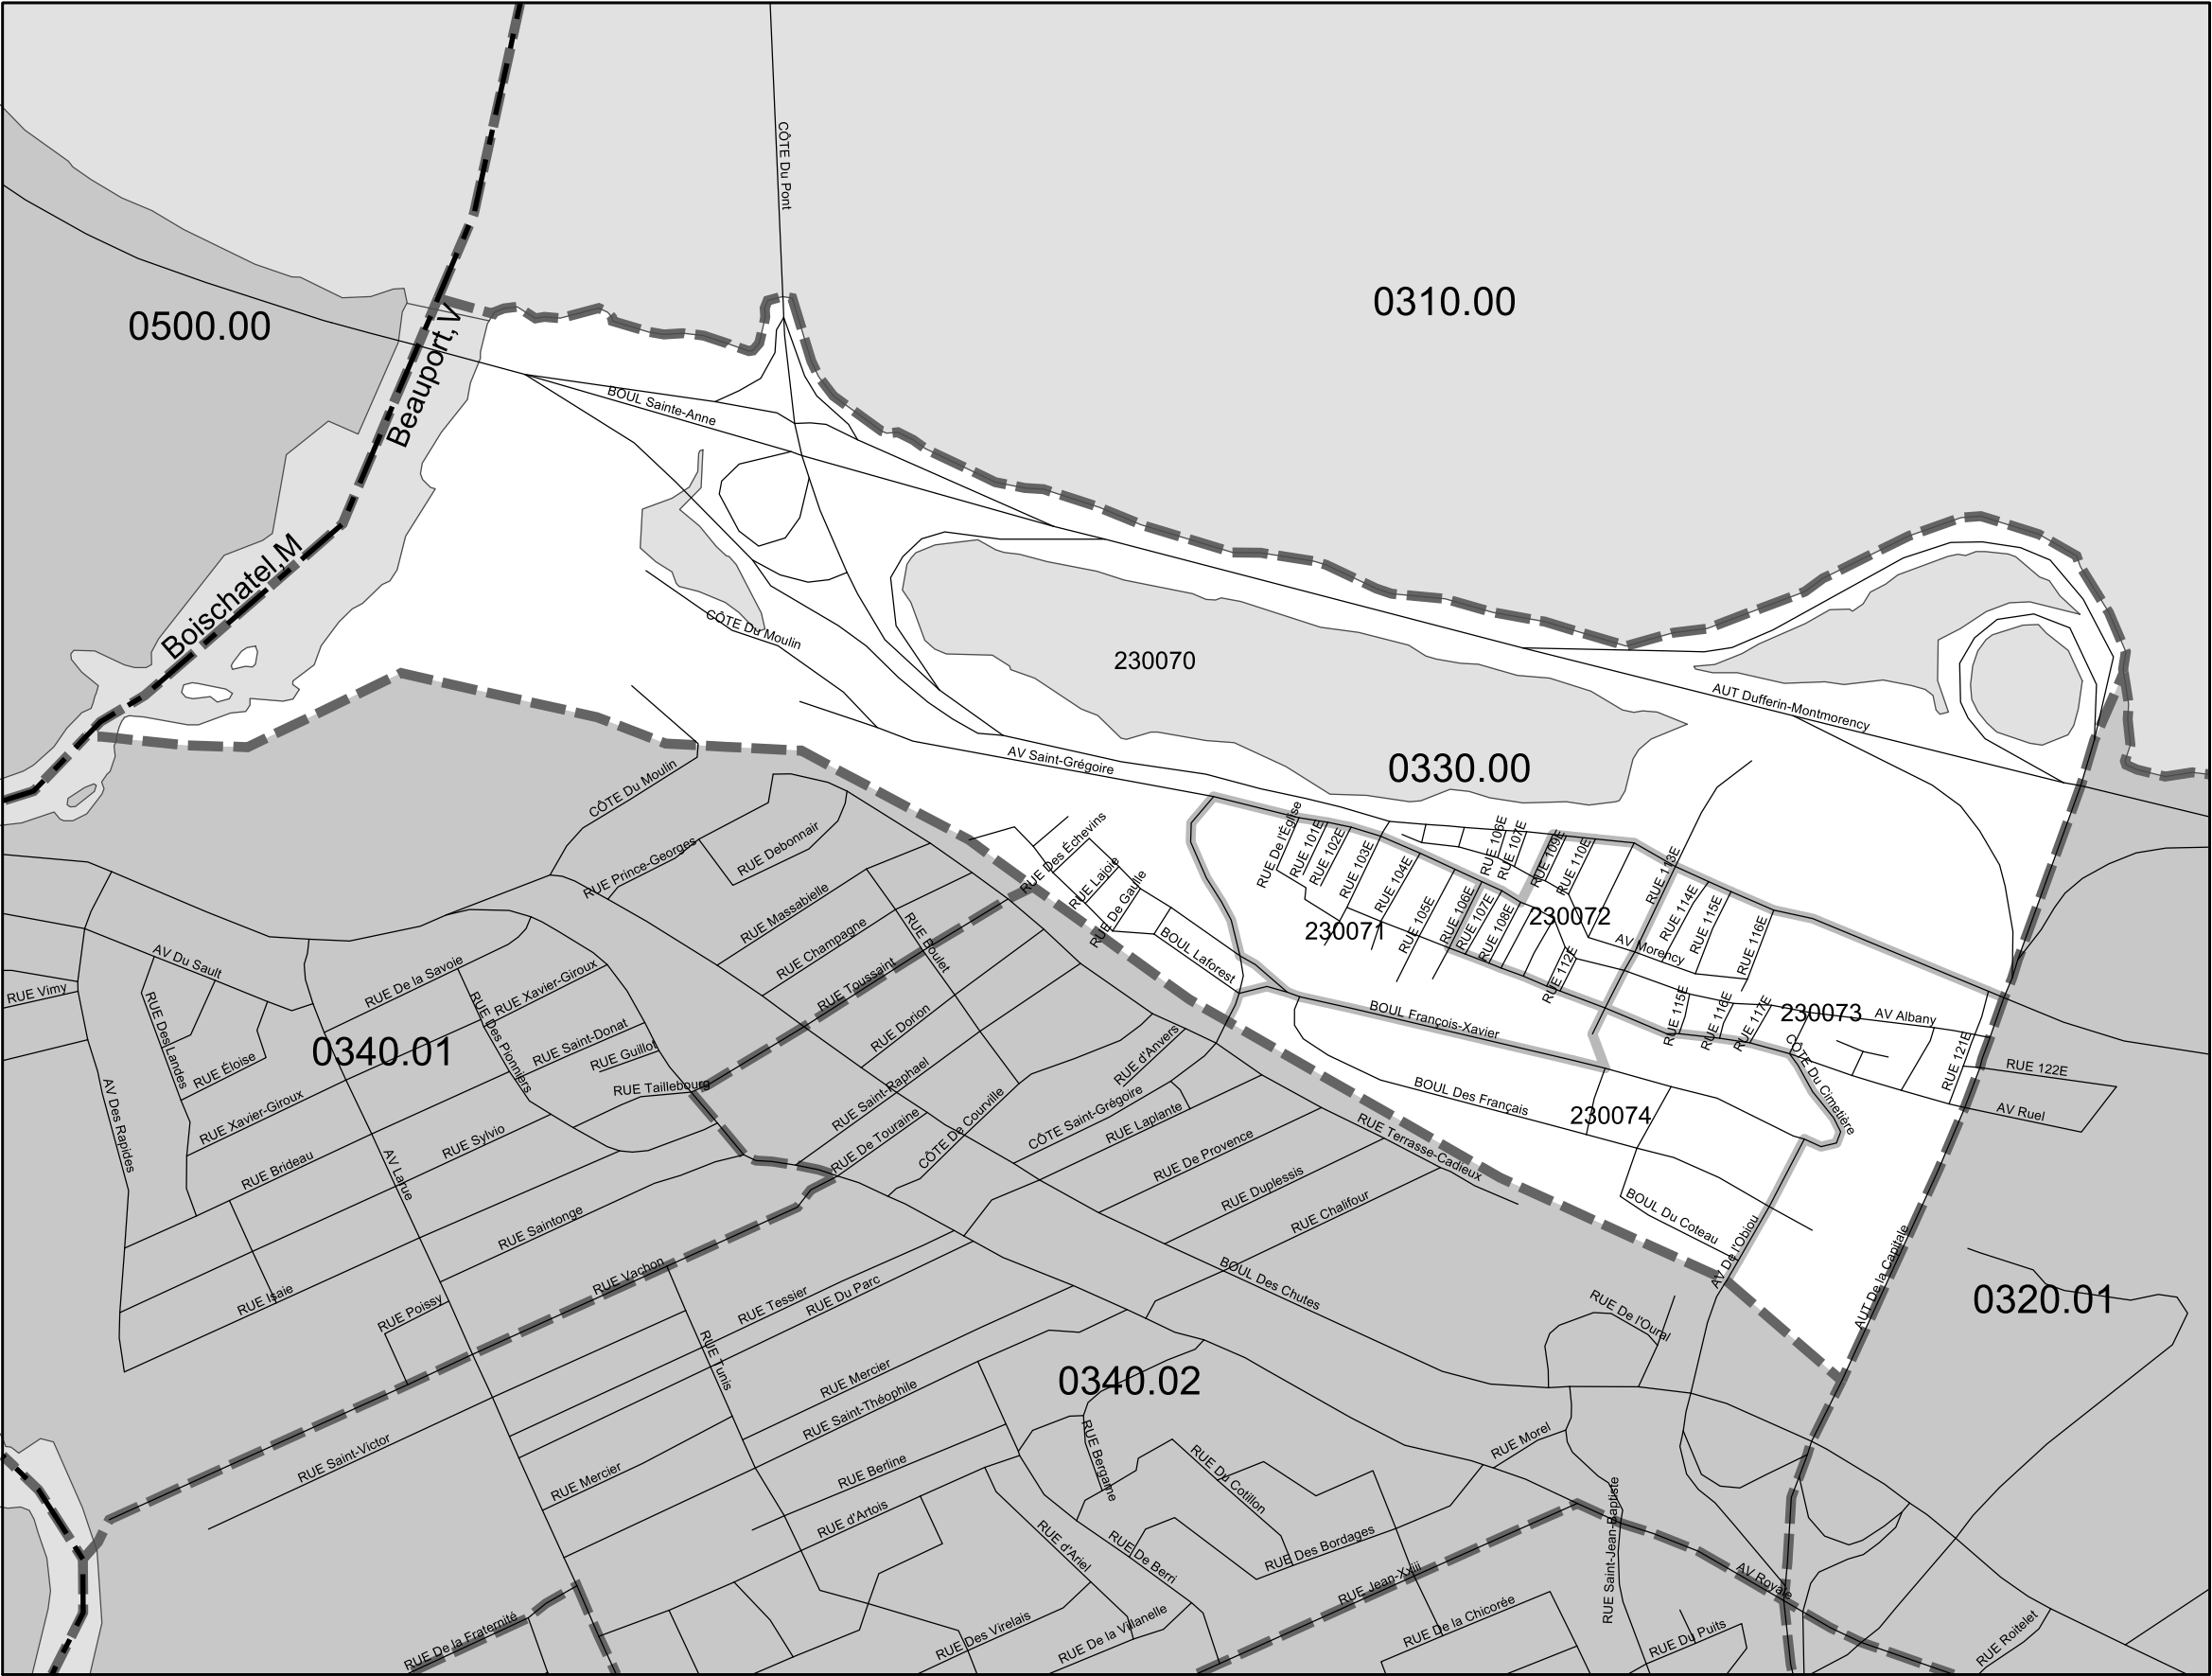 CÔTE Du Pont
0310.00
0500.00
Beauport,V
BOUL Sainte-Anne
Boischatel,M
CÔTE Du Moulin
230070
AUT Dufferin-Montmorency
AV Saint-Grégoire
0330.00
CÔTE Du Moulin
RUE Prince-Georges
RUE Debonnair
RUE Des Échevins
RUE Lajoie
RUE De Gaulle
RUE De l'Église
RUE 101E
RUE 102E
RUE 103E
RUE 104E
RUE 105E
RUE 106E
RUE 107E
RUE 106E
RUE 107E
RUE 108E
RUE 109E
RUE 110E
RUE 112E
RUE 113E
RUE 114E
RUE 115E
RUE 116E
230071
230072
AV Morency
RUE Massabielle
RUE Champagne
RUE Boulet
RUE Toussaint
BOUL Laforest
BOUL François-Xavier
RUE 115E
RUE 116E
RUE 117E
230073
AV Albany
RUE 121E
RUE 122E
AV Ruel
CÔTE Du Cimetière
AV Du Sault
RUE Vimy
RUE Des Landes
RUE Éloise
RUE De la Savoie
RUE Xavier-Giroux
RUE Des Pionniers
RUE Saint-Donat
RUE Guillot
RUE Taillebourg
0340.01
RUE Xavier-Giroux
AV Des Rapides
RUE Brideau
RUE Sylvio
AV Larue
RUE Dorion
RUE Saint-Raphael
RUE De Touraine
CÔTE De Courville
RUE d'Anvers
CÔTE Saint-Grégoire
RUE Laplante
RUE De Provence
RUE Duplessis
RUE Chalifour
RUE Terrasse-Cadieux
BOUL Des Français
230074
BOUL Du Coteau
AV De l'Obiou
AUT De la Capitale
0320.01
RUE Saintonge
RUE Isaie
RUE Poissy
RUE Vachon
RUE Tessier
RUE Du Parc
RUE Tunis
BOUL Des Chutes
RUE De l'Oural
RUE Mercier
RUE Saint-Théophile
0340.02
RUE Saint-Victor
RUE Mercier
RUE Berline
RUE d'Artois
RUE Bergame
RUE Du Cotillon
RUE Morel
RUE Des Bordages
RUE Saint-Jean-Baptiste
RUE d'Ariel
RUE De Berri
RUE Jean-Xxiii
AV Royale
RUE De la Fraternité
RUE Des Virelais
RUE De la Villanelle
RUE De la Chicorée
RUE Du Puits
RUE Roitelet